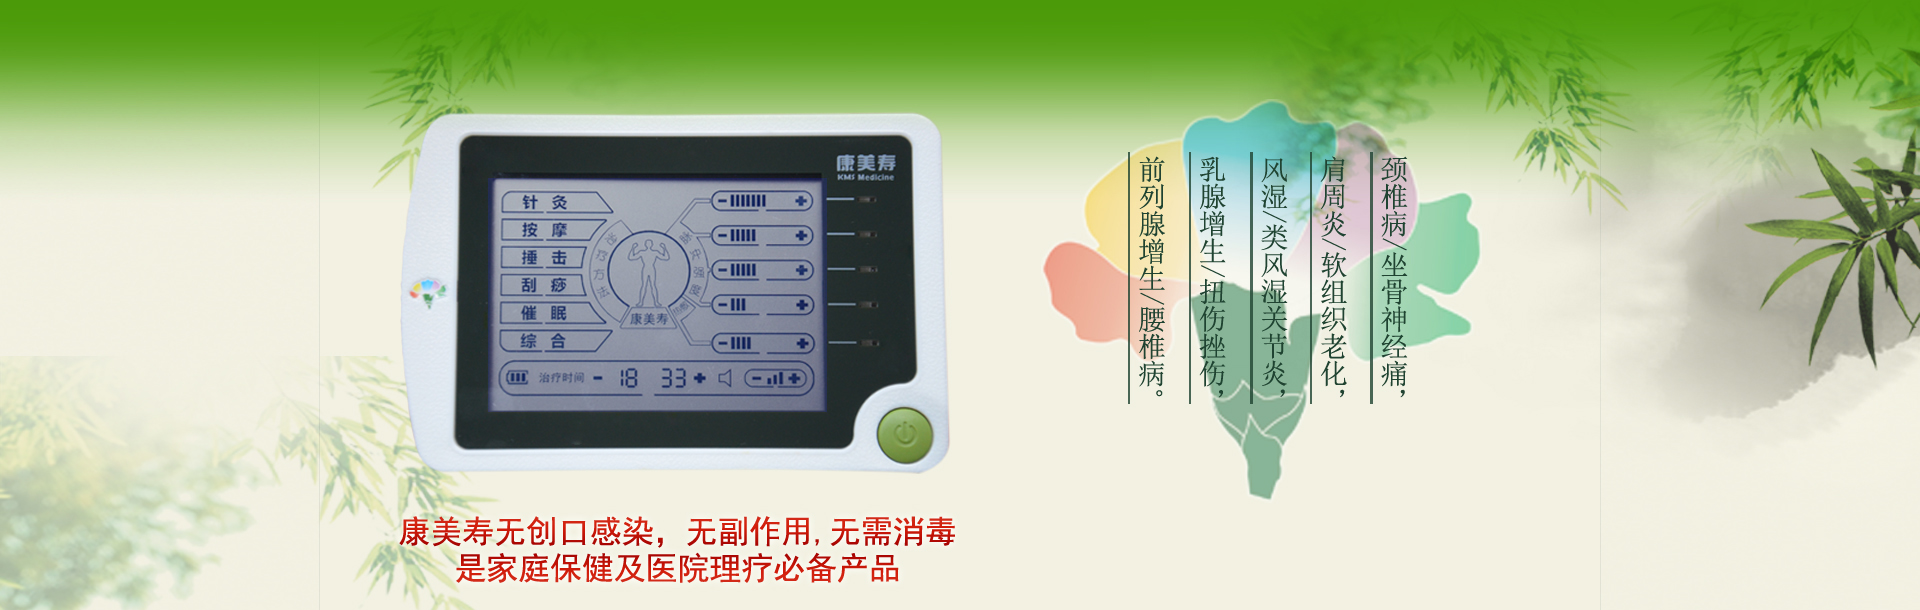 康美寿
KMS Medicine
针 灸
按 摩
捶 击
刮 痧
催 眠
综 合
治疗方法
康美寿
治疗时间 - 18 33 +
- +
- +
- +
- +
- +
- +
颈椎病/坐骨神经痛，
肩周炎/软组织老化，
风湿/类风湿关节炎，
乳腺增生/扭伤挫伤，
前列腺增生/腰椎病。
康美寿无创口感染，无副作用,无需消毒
是家庭保健及医院理疗必备产品